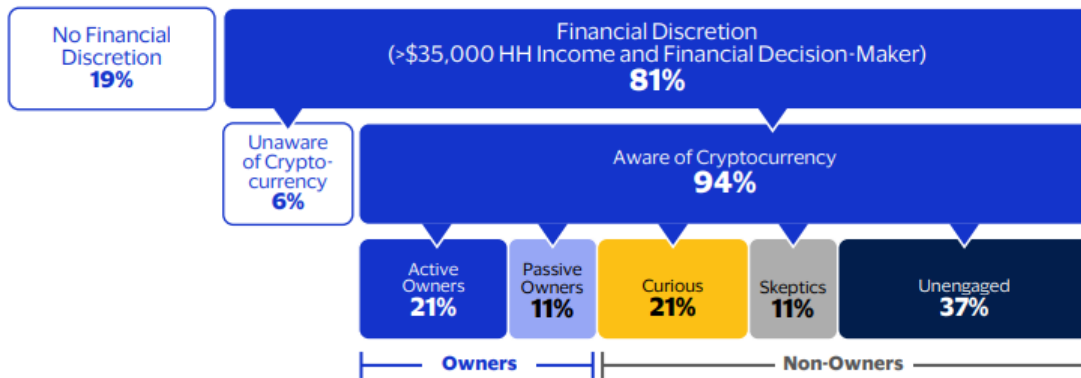 No Financial
Discretion
19%
Financial Discretion
(>$35,000 HH Income and Financial Decision-Maker)
81%
Unaware
of Crypto-
currency
6%
Aware of Cryptocurrency
94%
Active
Owners
21%
Passive
Owners
11%
Curious
21%
Skeptics
11%
Unengaged
37%
Owners
Non-Owners